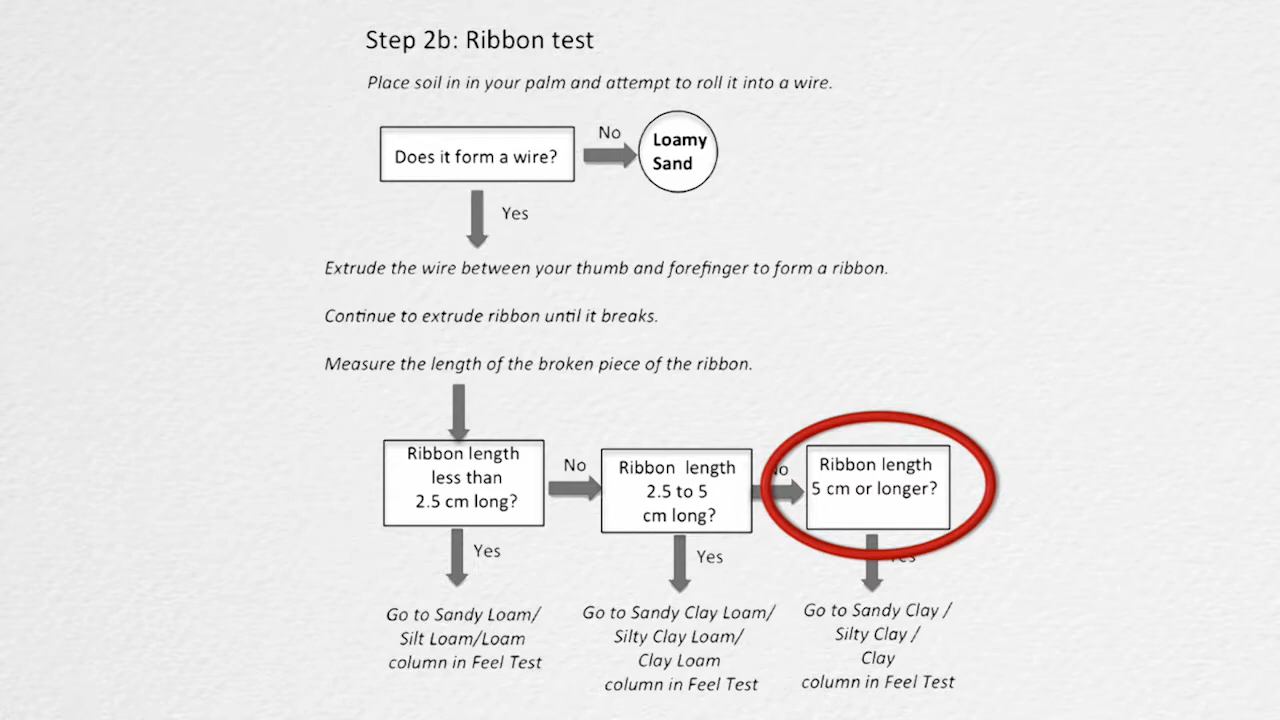 Step 2b: Ribbon test
Place soil in in your palm and attempt to roll it into a wire.
Does it form a wire?
No
Loamy
Sand
Yes
Extrude the wire between your thumb and forefinger to form a ribbon.
Continue to extrude ribbon until it breaks.
Measure the length of the broken piece of the ribbon.
Ribbon length
less than
2.5 cm long?
No
Ribbon length
2.5 to 5
cm long?
No
Ribbon length
5 cm or longer?
Yes
Yes
Yes
Go to Sandy Loam/
Silt Loam/Loam
column in Feel Test
Go to Sandy Clay Loam/
Silty Clay Loam/
Clay Loam
column in Feel Test
Go to Sandy Clay /
Silty Clay /
Clay
column in Feel Test